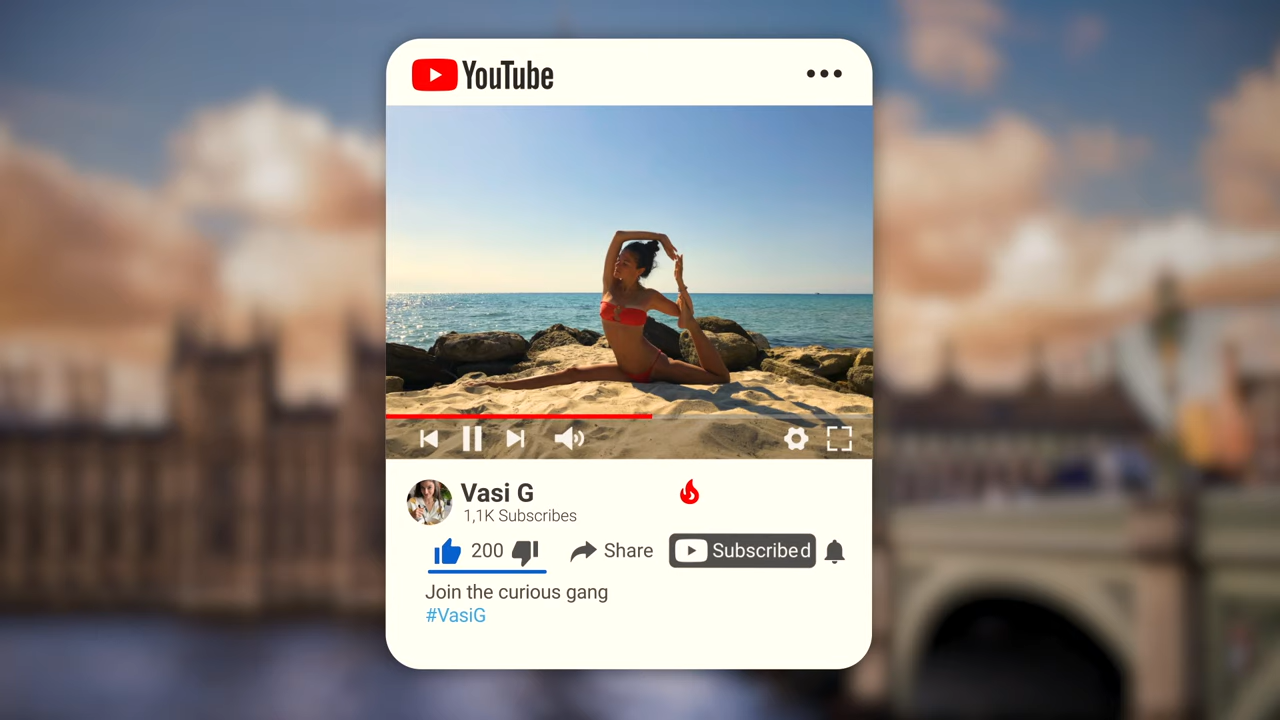 YouTube
Vasi G
1,1K Subscribes
200 Share Subscribed
Join the curious gang
#VasiG